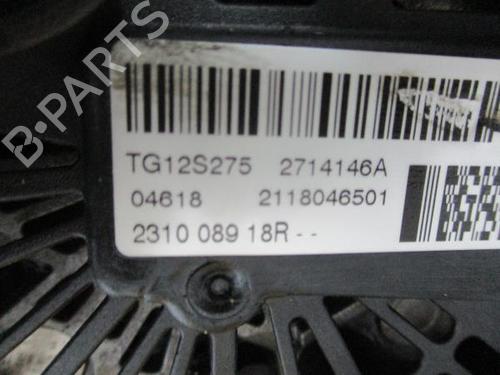 B-PARTS
TG12S275 2714146A
04618 2118046501
2310 089 18R - -